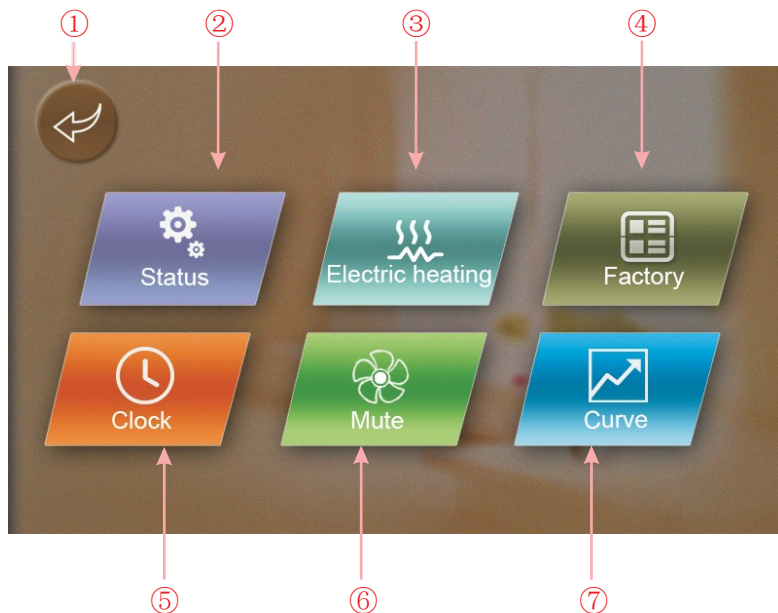 ① ② ③ ④
Status Electric heating Factory
Clock Mute Curve
⑤ ⑥ ⑦